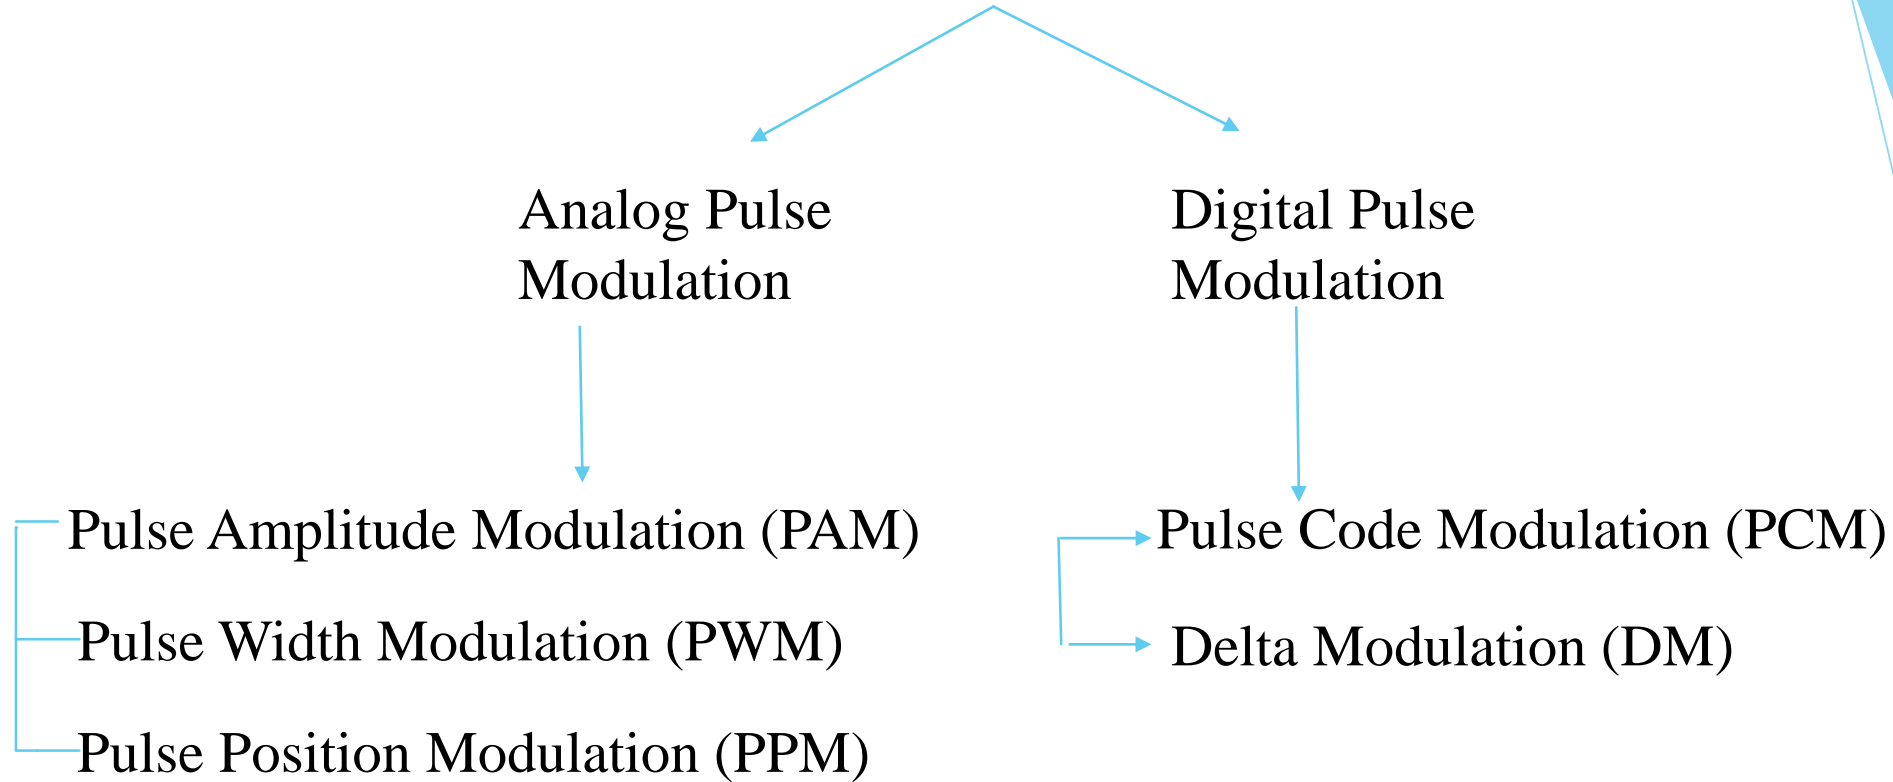 Analog Pulse
Modulation
Digital Pulse
Modulation
Pulse Amplitude Modulation (PAM)
Pulse Width Modulation (PWM)
Pulse Position Modulation (PPM)
Pulse Code Modulation (PCM)
Delta Modulation (DM)